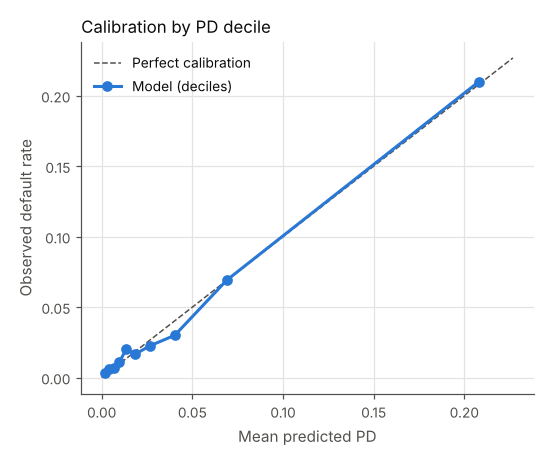 Calibration by PD decile
Perfect calibration
Model (deciles)
Observed default rate
0.20
0.15
0.10
0.05
0.00
0.00 0.05 0.10 0.15 0.20
Mean predicted PD